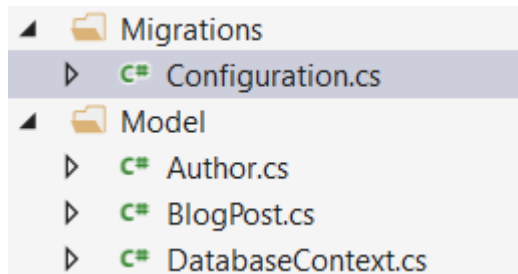 Migrations
C# Configuration.cs
Model
C# Author.cs
C# BlogPost.cs
C# DatabaseContext.cs